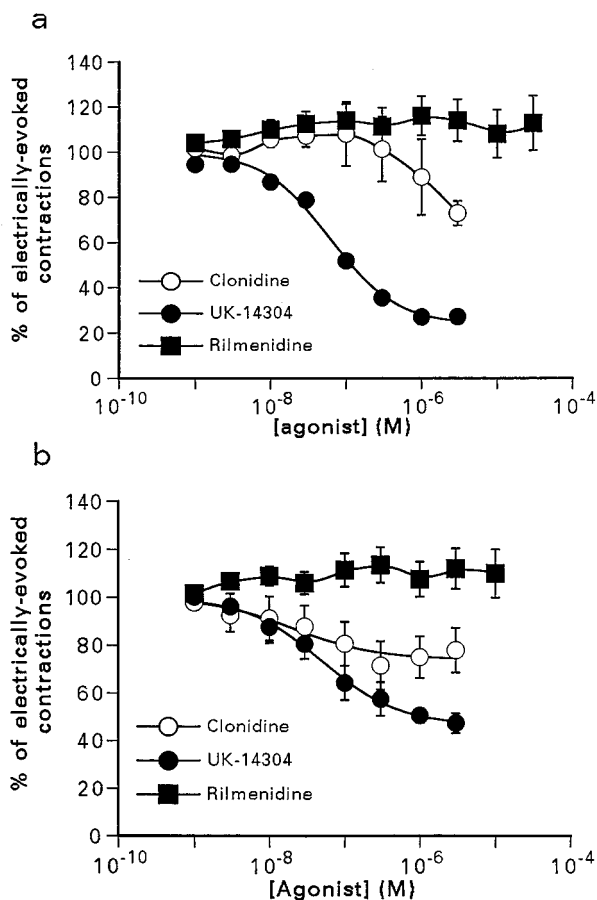 a
% of electrically-evoked
contractions
140
120
100
80
60
40
20
0
Clonidine
UK-14304
Rilmenidine
10-10
10-8
10-6
10-4
[agonist] (M)
b
% of electrically-evoked
contractions
140
120
100
80
60
40
20
0
Clonidine
UK-14304
Rilmenidine
10-10
10-8
10-6
10-4
[Agonist] (M)